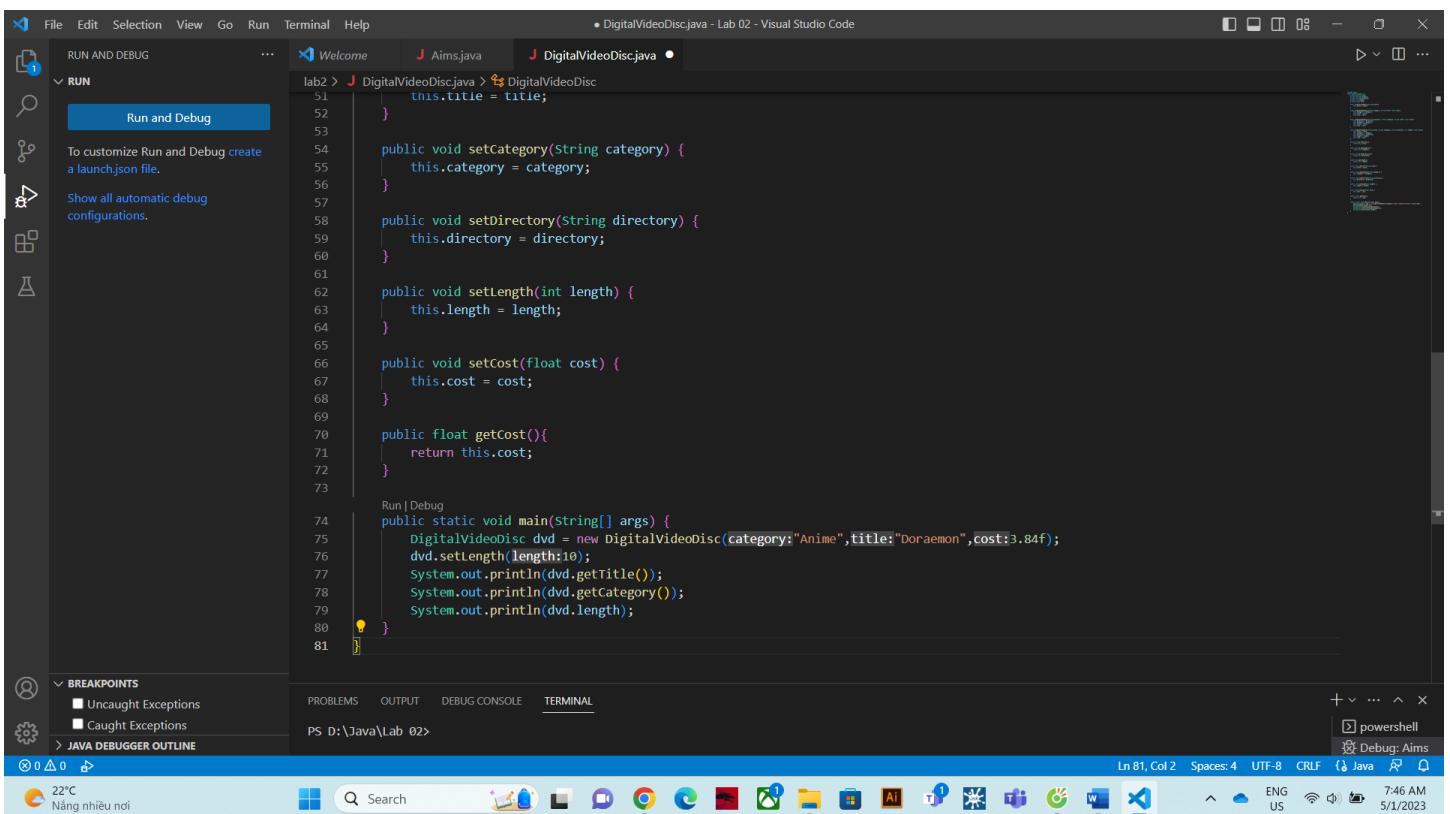 File Edit Selection View Go Run Terminal Help
● DigitalVideoDisc.java - Lab 02 - Visual Studio Code
RUN AND DEBUG ···
Welcome
J Aims.java
J DigitalVideoDisc.java ●
RUN
lab2 > J DigitalVideoDisc.java > DigitalVideoDisc
Run and Debug
To customize Run and Debug create
a launch.json file.
Show all automatic debug
configurations.
1
51 this.title = title;
52 }
53
54 public void setCategory(String category) {
55 this.category = category;
56 }
57
58 public void setDirectory(String directory) {
59 this.directory = directory;
60 }
61
62 public void setLength(int length) {
63 this.length = length;
64 }
65
66 public void setCost(float cost) {
67 this.cost = cost;
68 }
69
70 public float getCost(){
71 return this.cost;
72 }
73
Run | Debug
74 public static void main(String[] args) {
75 DigitalVideoDisc dvd = new DigitalVideoDisc(category:"Anime",title:"Doraemon",cost:3.84f);
76 dvd.setLength(length:10);
77 System.out.println(dvd.getTitle());
78 System.out.println(dvd.getCategory());
79 System.out.println(dvd.length);
80 }
81 }
BREAKPOINTS
Uncaught Exceptions
Caught Exceptions
JAVA DEBUGGER OUTLINE
PROBLEMS OUTPUT DEBUG CONSOLE TERMINAL
PS D:\Java\Lab 02>
powershell
Debug: Aims
0 0
Ln 81, Col 2 Spaces: 4 UTF-8 CRLF Java
22°C
Nắng nhiều nơi
Search
Ai
1
1
W
ENG
US
7:46 AM
5/1/2023